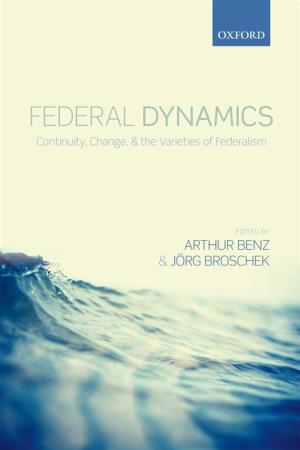 OXFORD
FEDERAL DYNAMICS
Continuity, Change, & the Varieties of Federalism
EDITED BY
ARTHUR BENZ
& JÖRG BROSCHEK